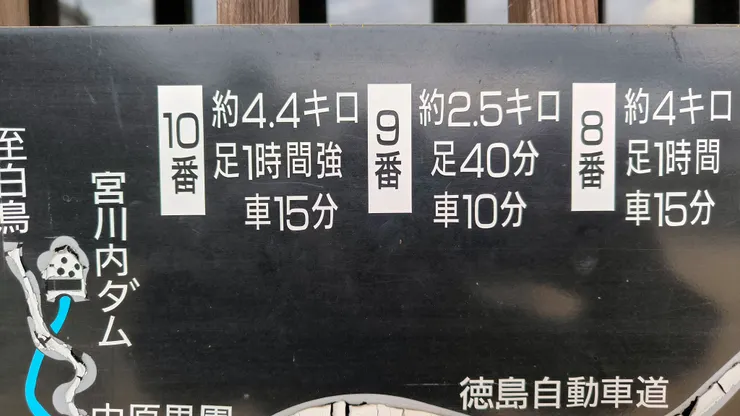 8番
約4キロ
足1時間
車15分
9番
約2.5キロ
足40分
車10分
10番
約4.4キロ
足1時間強
車15分
至白鳥
宮川内ダム
徳島自動車道